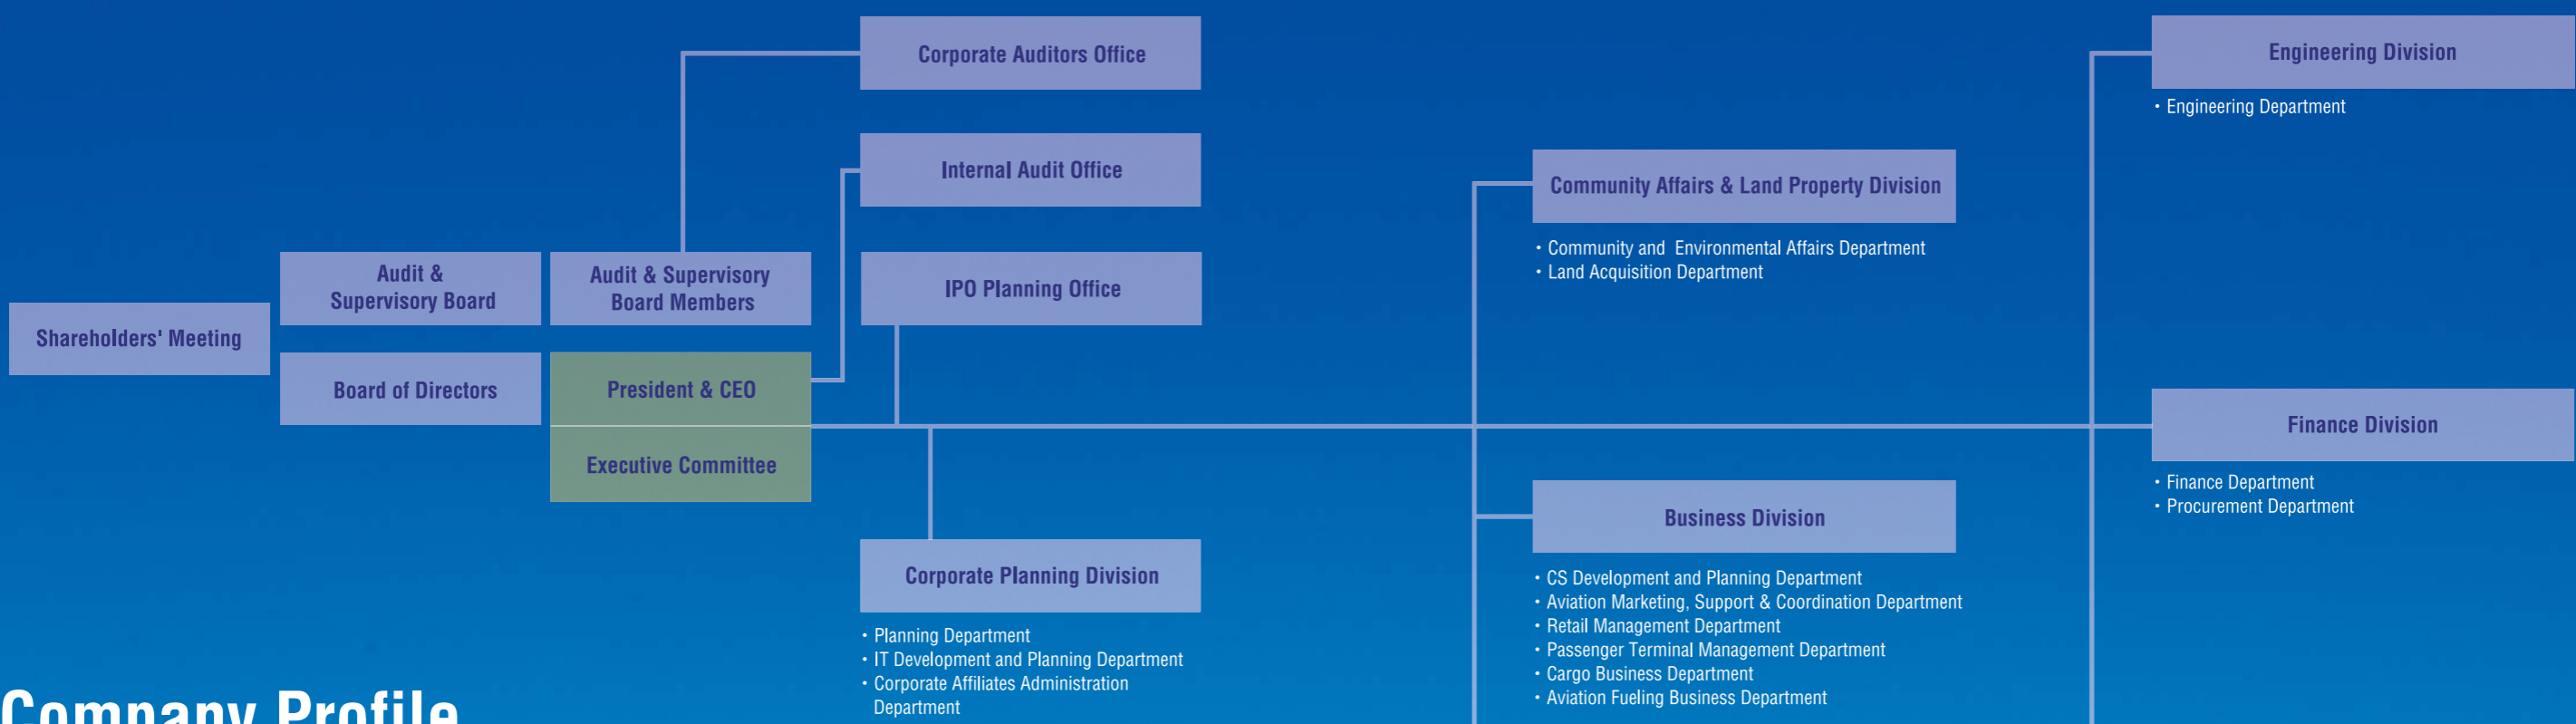 Corporate Auditors Office
Internal Audit Office
Audit &
Supervisory Board
Audit & Supervisory
Board Members
IPO Planning Office
Shareholders' Meeting
Board of Directors
President & CEO
Executive Committee
Corporate Planning Division
・Planning Department
・IT Development and Planning Department
・Corporate Affiliates Administration
Department
Company Profile
Community Affairs & Land Property Division
・Community and Environmental Affairs Department
・Land Acquisition Department
Business Division
・CS Development and Planning Department
・Aviation Marketing, Support & Coordination Department
・Retail Management Department
・Passenger Terminal Management Department
・Cargo Business Department
・Aviation Fueling Business Department
Engineering Division
・Engineering Department
Finance Division
・Finance Department
・Procurement Department